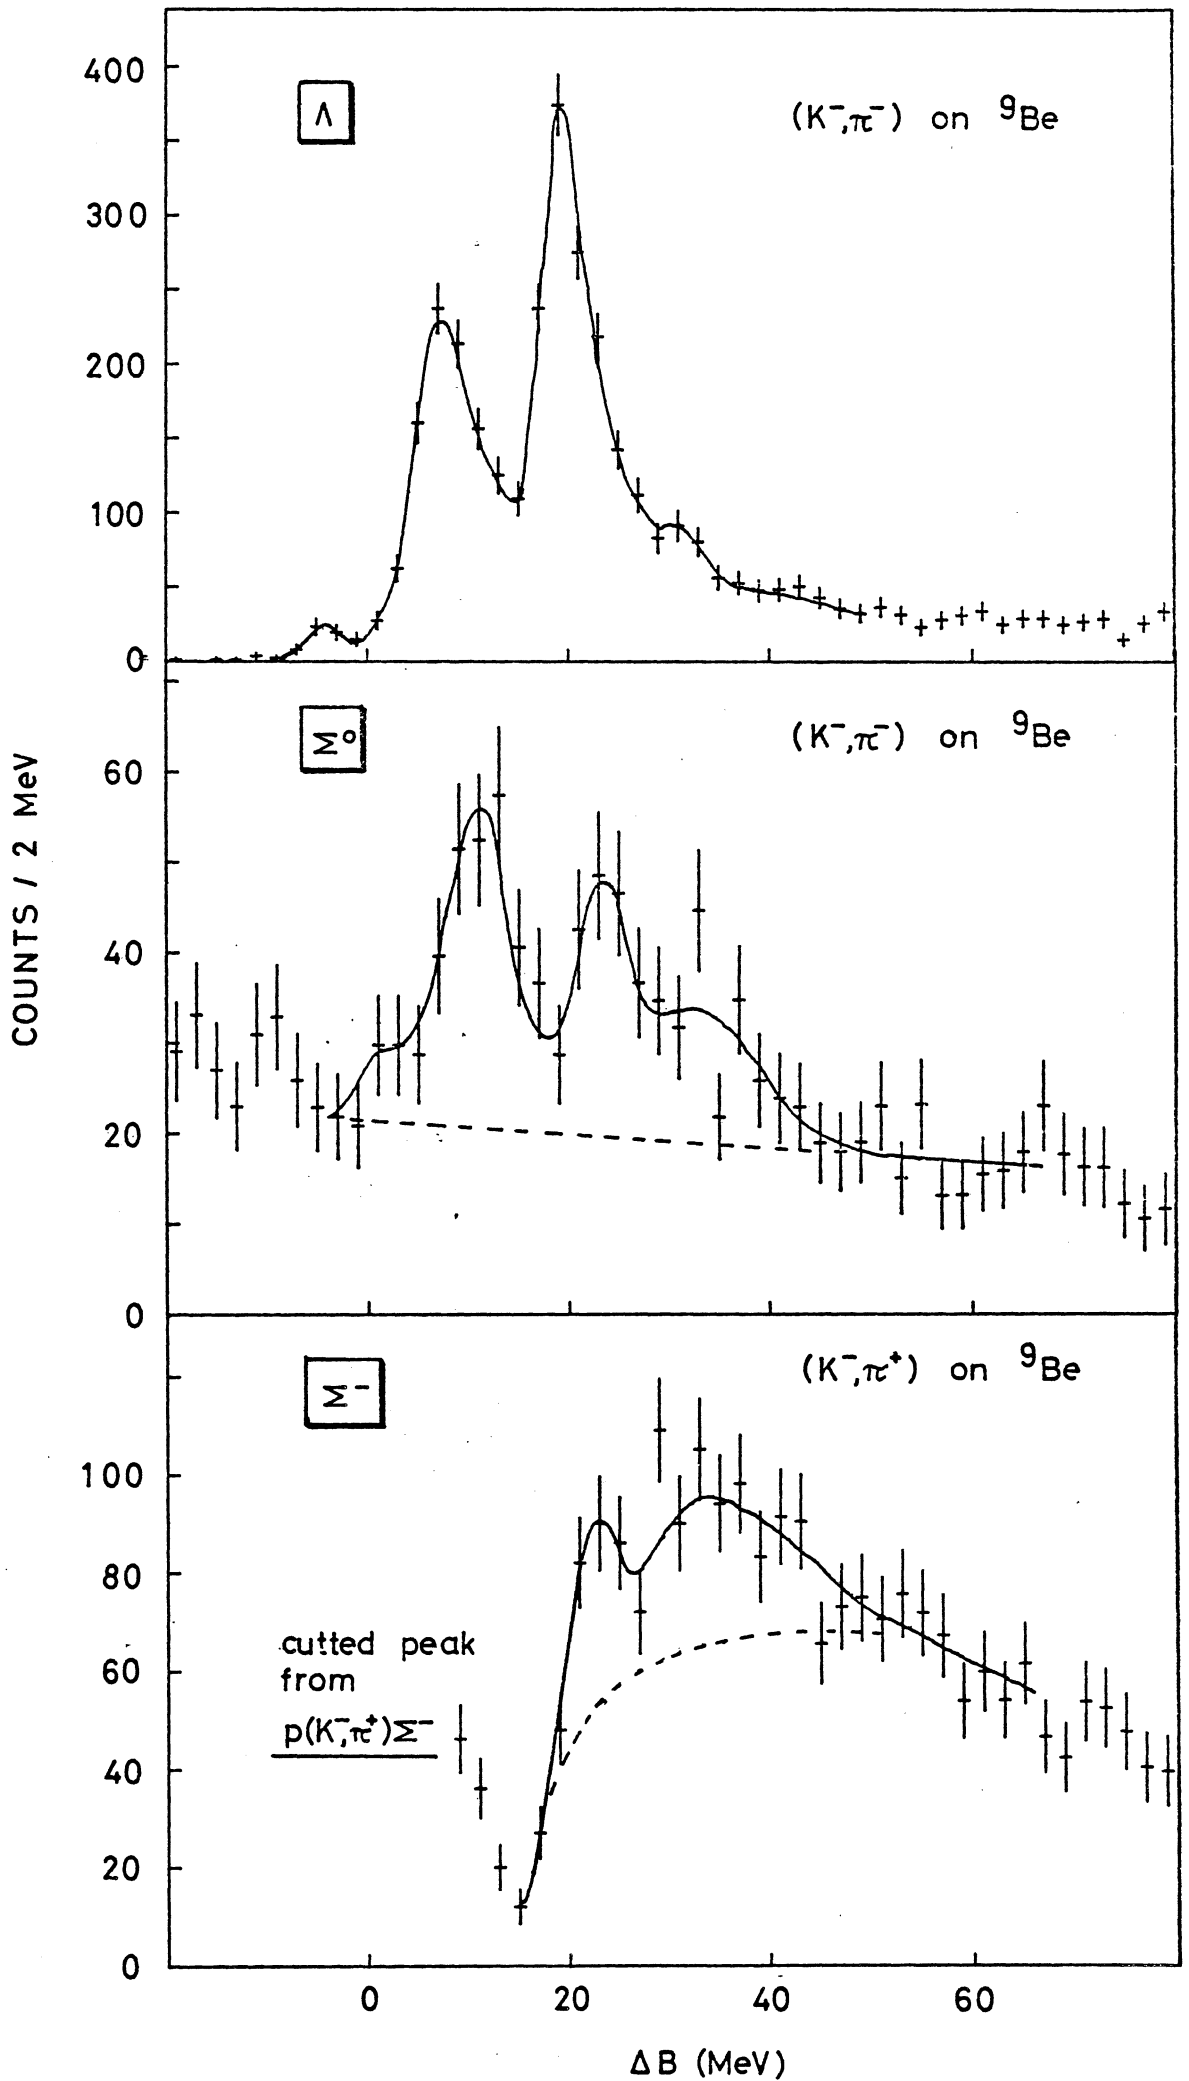 COUNTS / 2 MeV
Λ
(K⁻,π⁻) on ⁹Be
400
300
200
100
0
Σ⁰
(K⁻,π⁻) on ⁹Be
60
40
20
0
Σ⁻
(K⁻,π⁺) on ⁹Be
100
80
60
40
20
0
cutted peak
from
p(K⁻,π⁺)Σ⁻
0 20 40 60
ΔB (MeV)